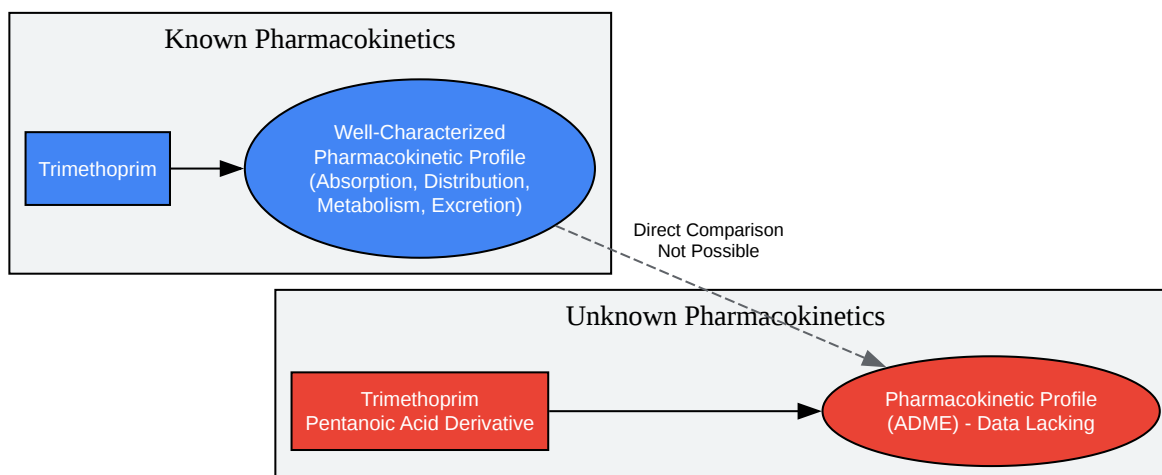 Known Pharmacokinetics
Trimethoprim
Well-Characterized
Pharmacokinetic Profile
(Absorption, Distribution,
Metabolism, Excretion)
Direct Comparison
Not Possible
Unknown Pharmacokinetics
Trimethoprim
Pentanoic Acid Derivative
Pharmacokinetic Profile
(ADME) - Data Lacking